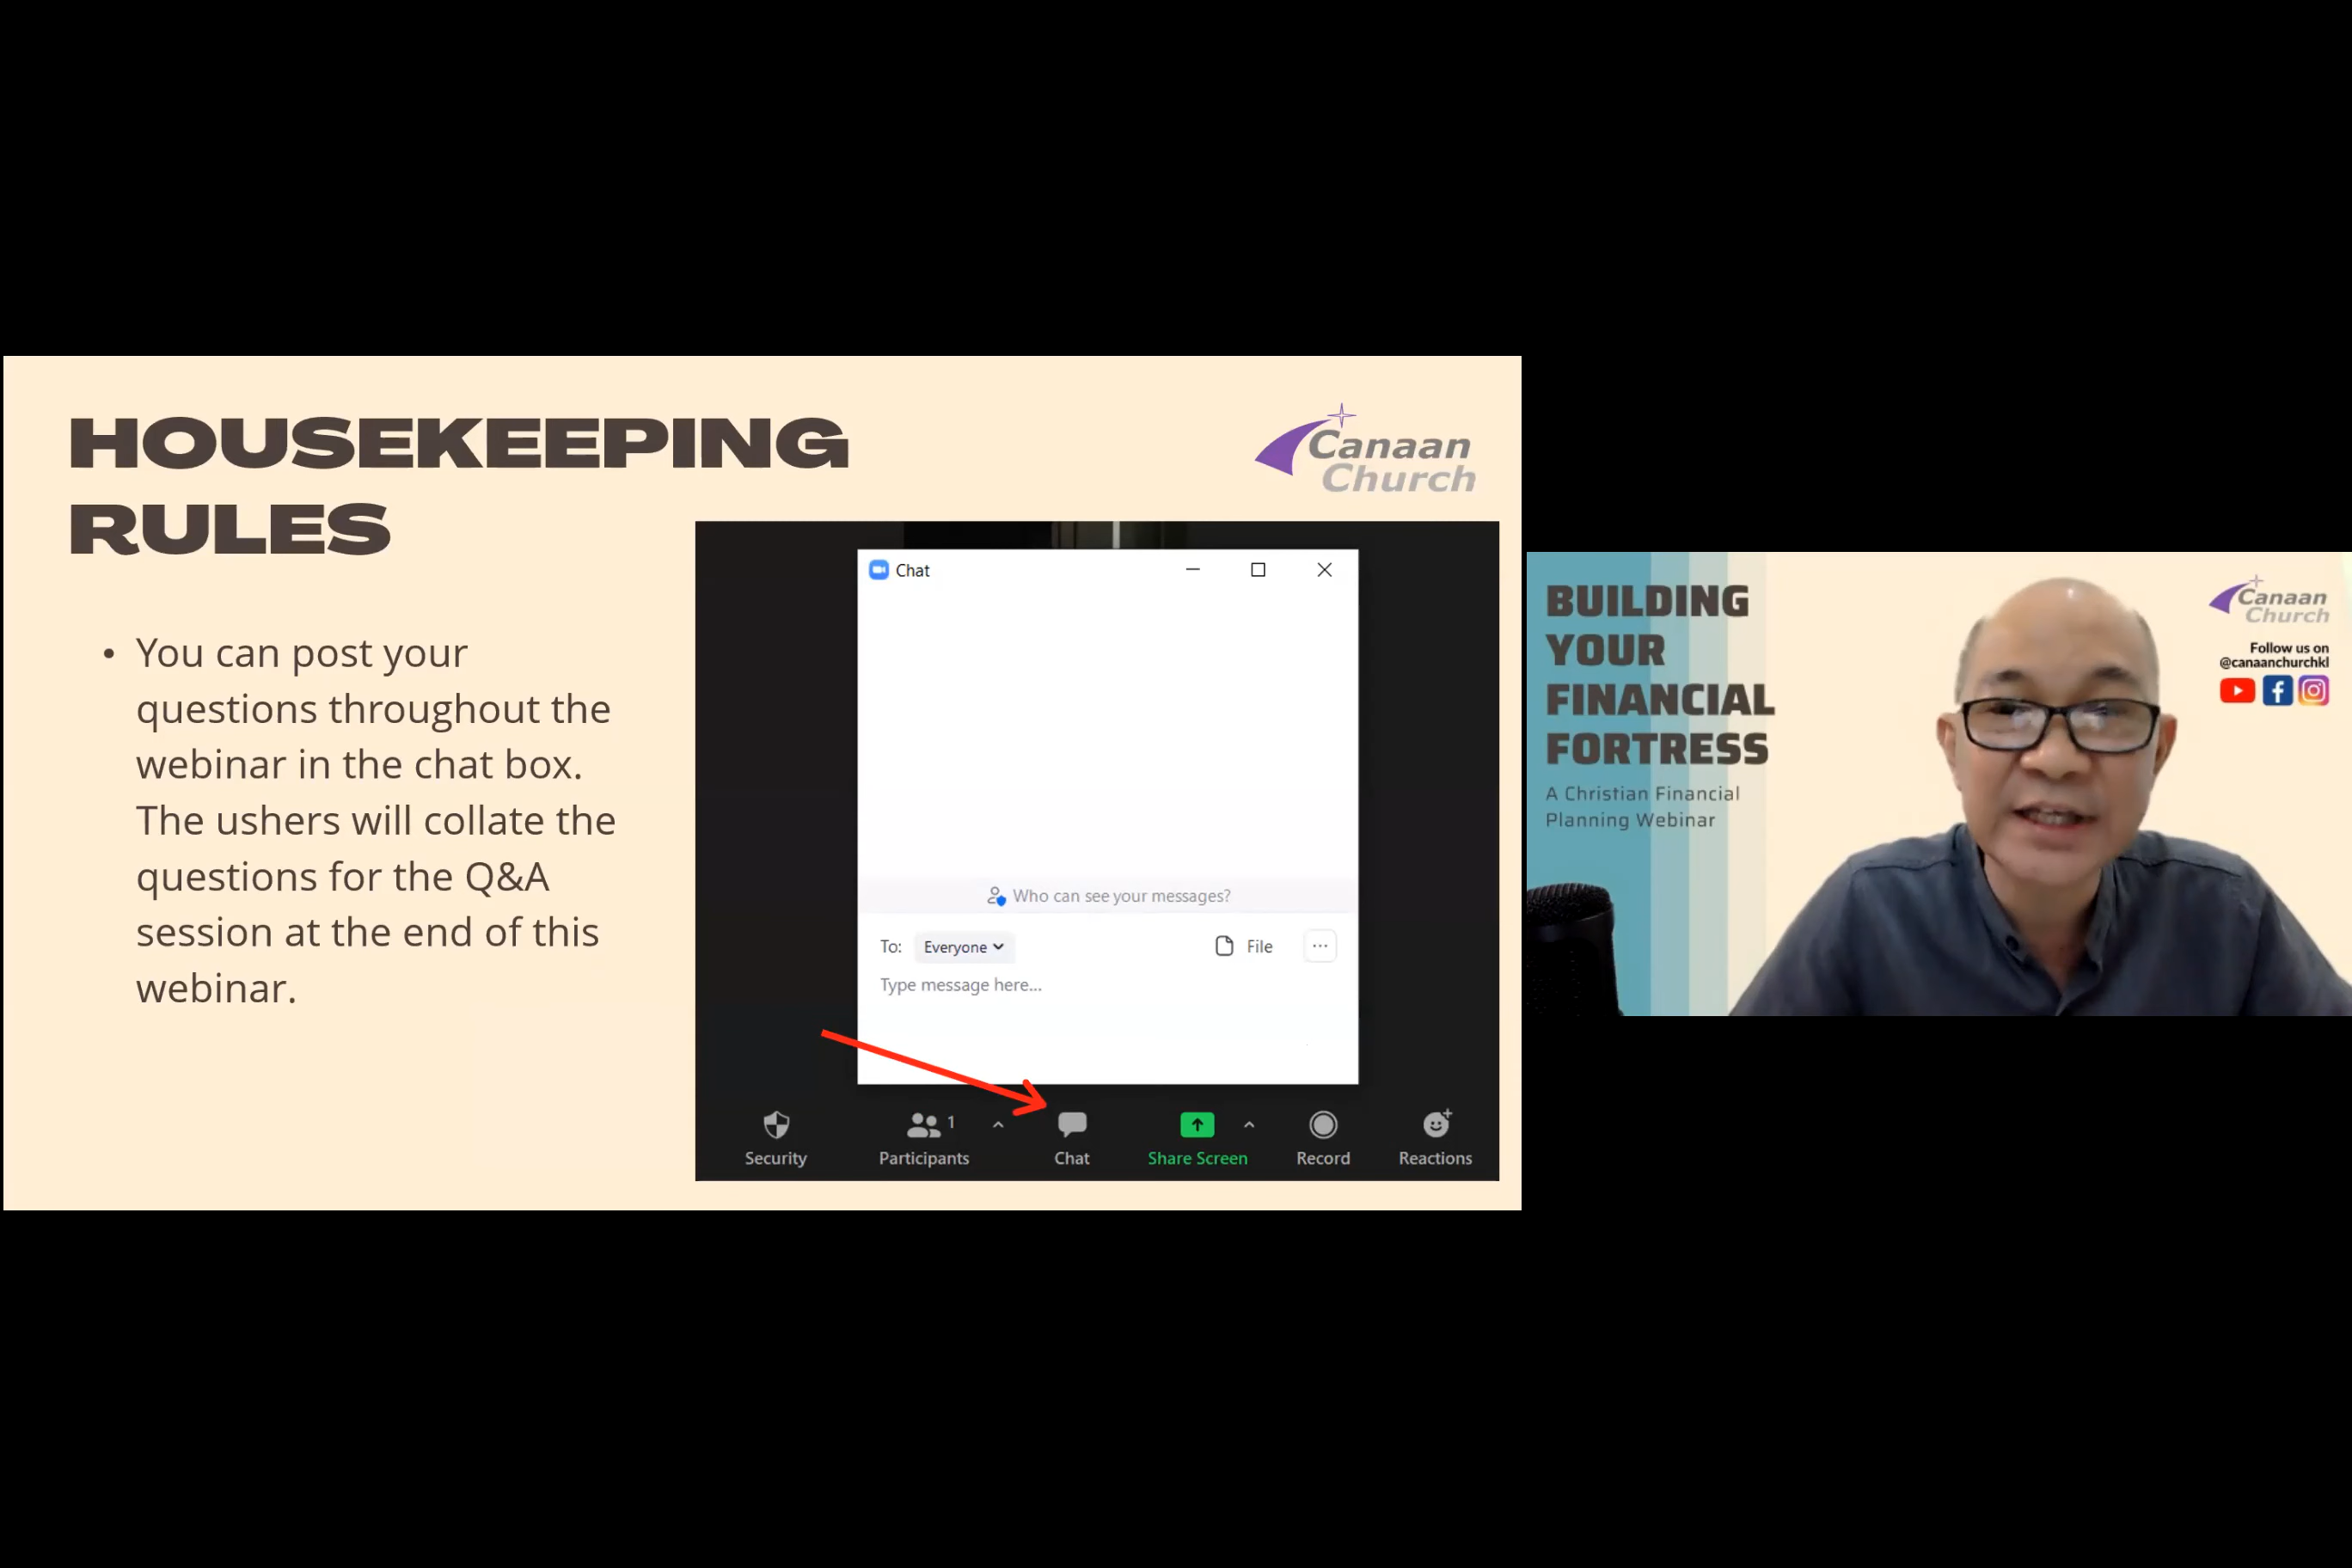 HOUSEKEEPING
RULES
Canaan
Church
• You can post your
questions throughout the
webinar in the chat box.
The ushers will collate the
questions for the Q&A
session at the end of this
webinar.
Chat
Who can see your messages?
To: Everyone File
Type message here...
Security Participants 1 Chat Share Screen Record Reactions
BUILDING
YOUR
FINANCIAL
FORTRESS
A Christian Financial
Planning Webinar
Canaan
Church
Follow us on
@canaanchurchkl